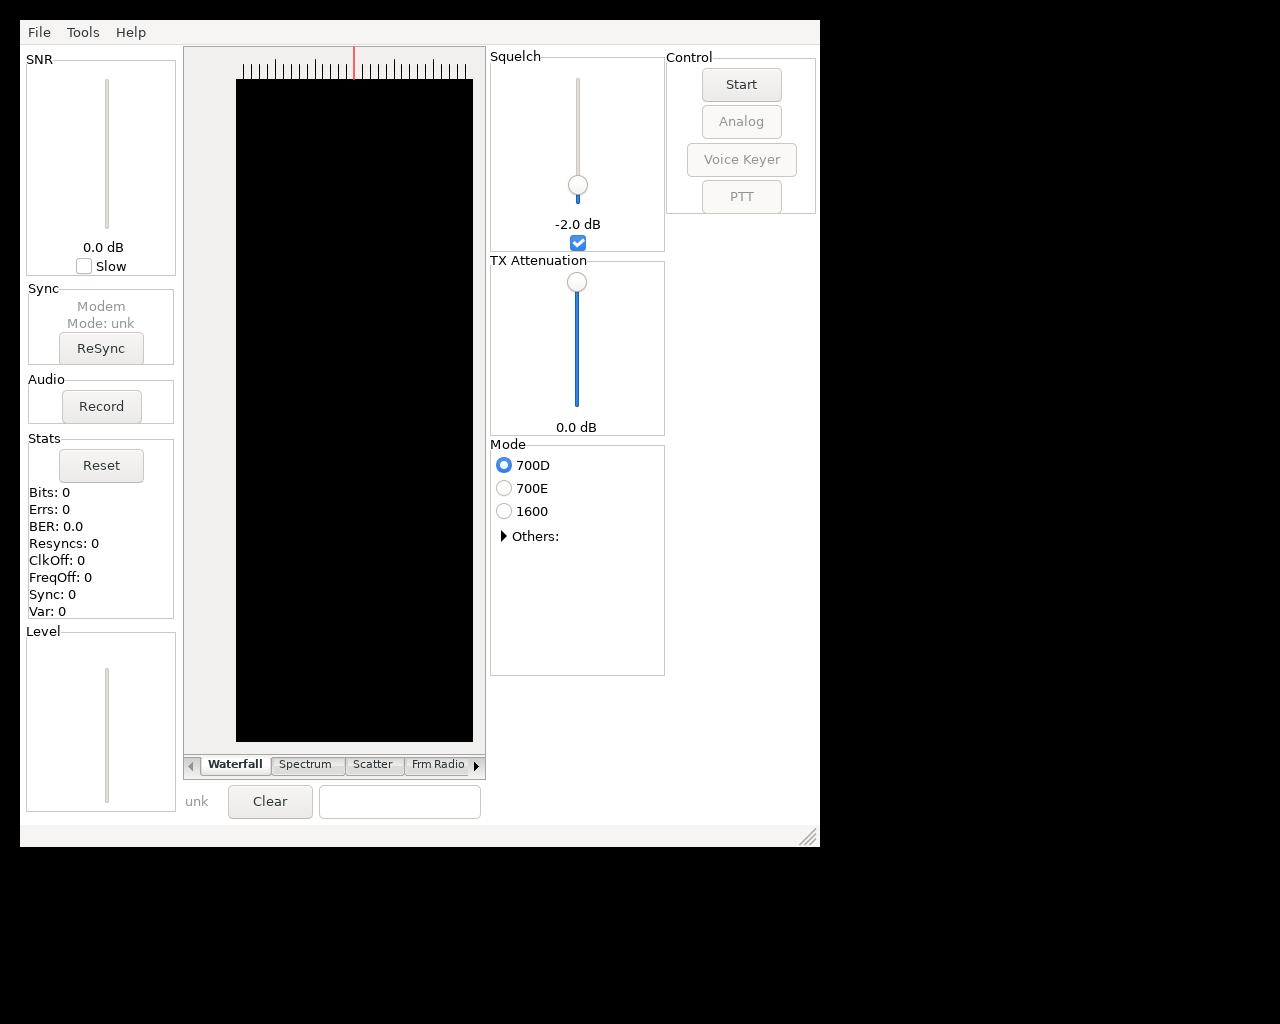 File Tools Help
SNR
0.0 dB
Slow
Sync
Modem
Mode: unk
ReSync
Audio
Record
Stats
Reset
Bits: 0
Errs: 0
BER: 0.0
Resyncs: 0
ClkOff: 0
FreqOff: 0
Sync: 0
Var: 0
Level
Waterfall Spectrum Scatter Frm Radio
unk Clear
Squelch
-2.0 dB
TX Attenuation
0.0 dB
Mode
700D
700E
1600
Others:
Control
Start
Analog
Voice Keyer
PTT